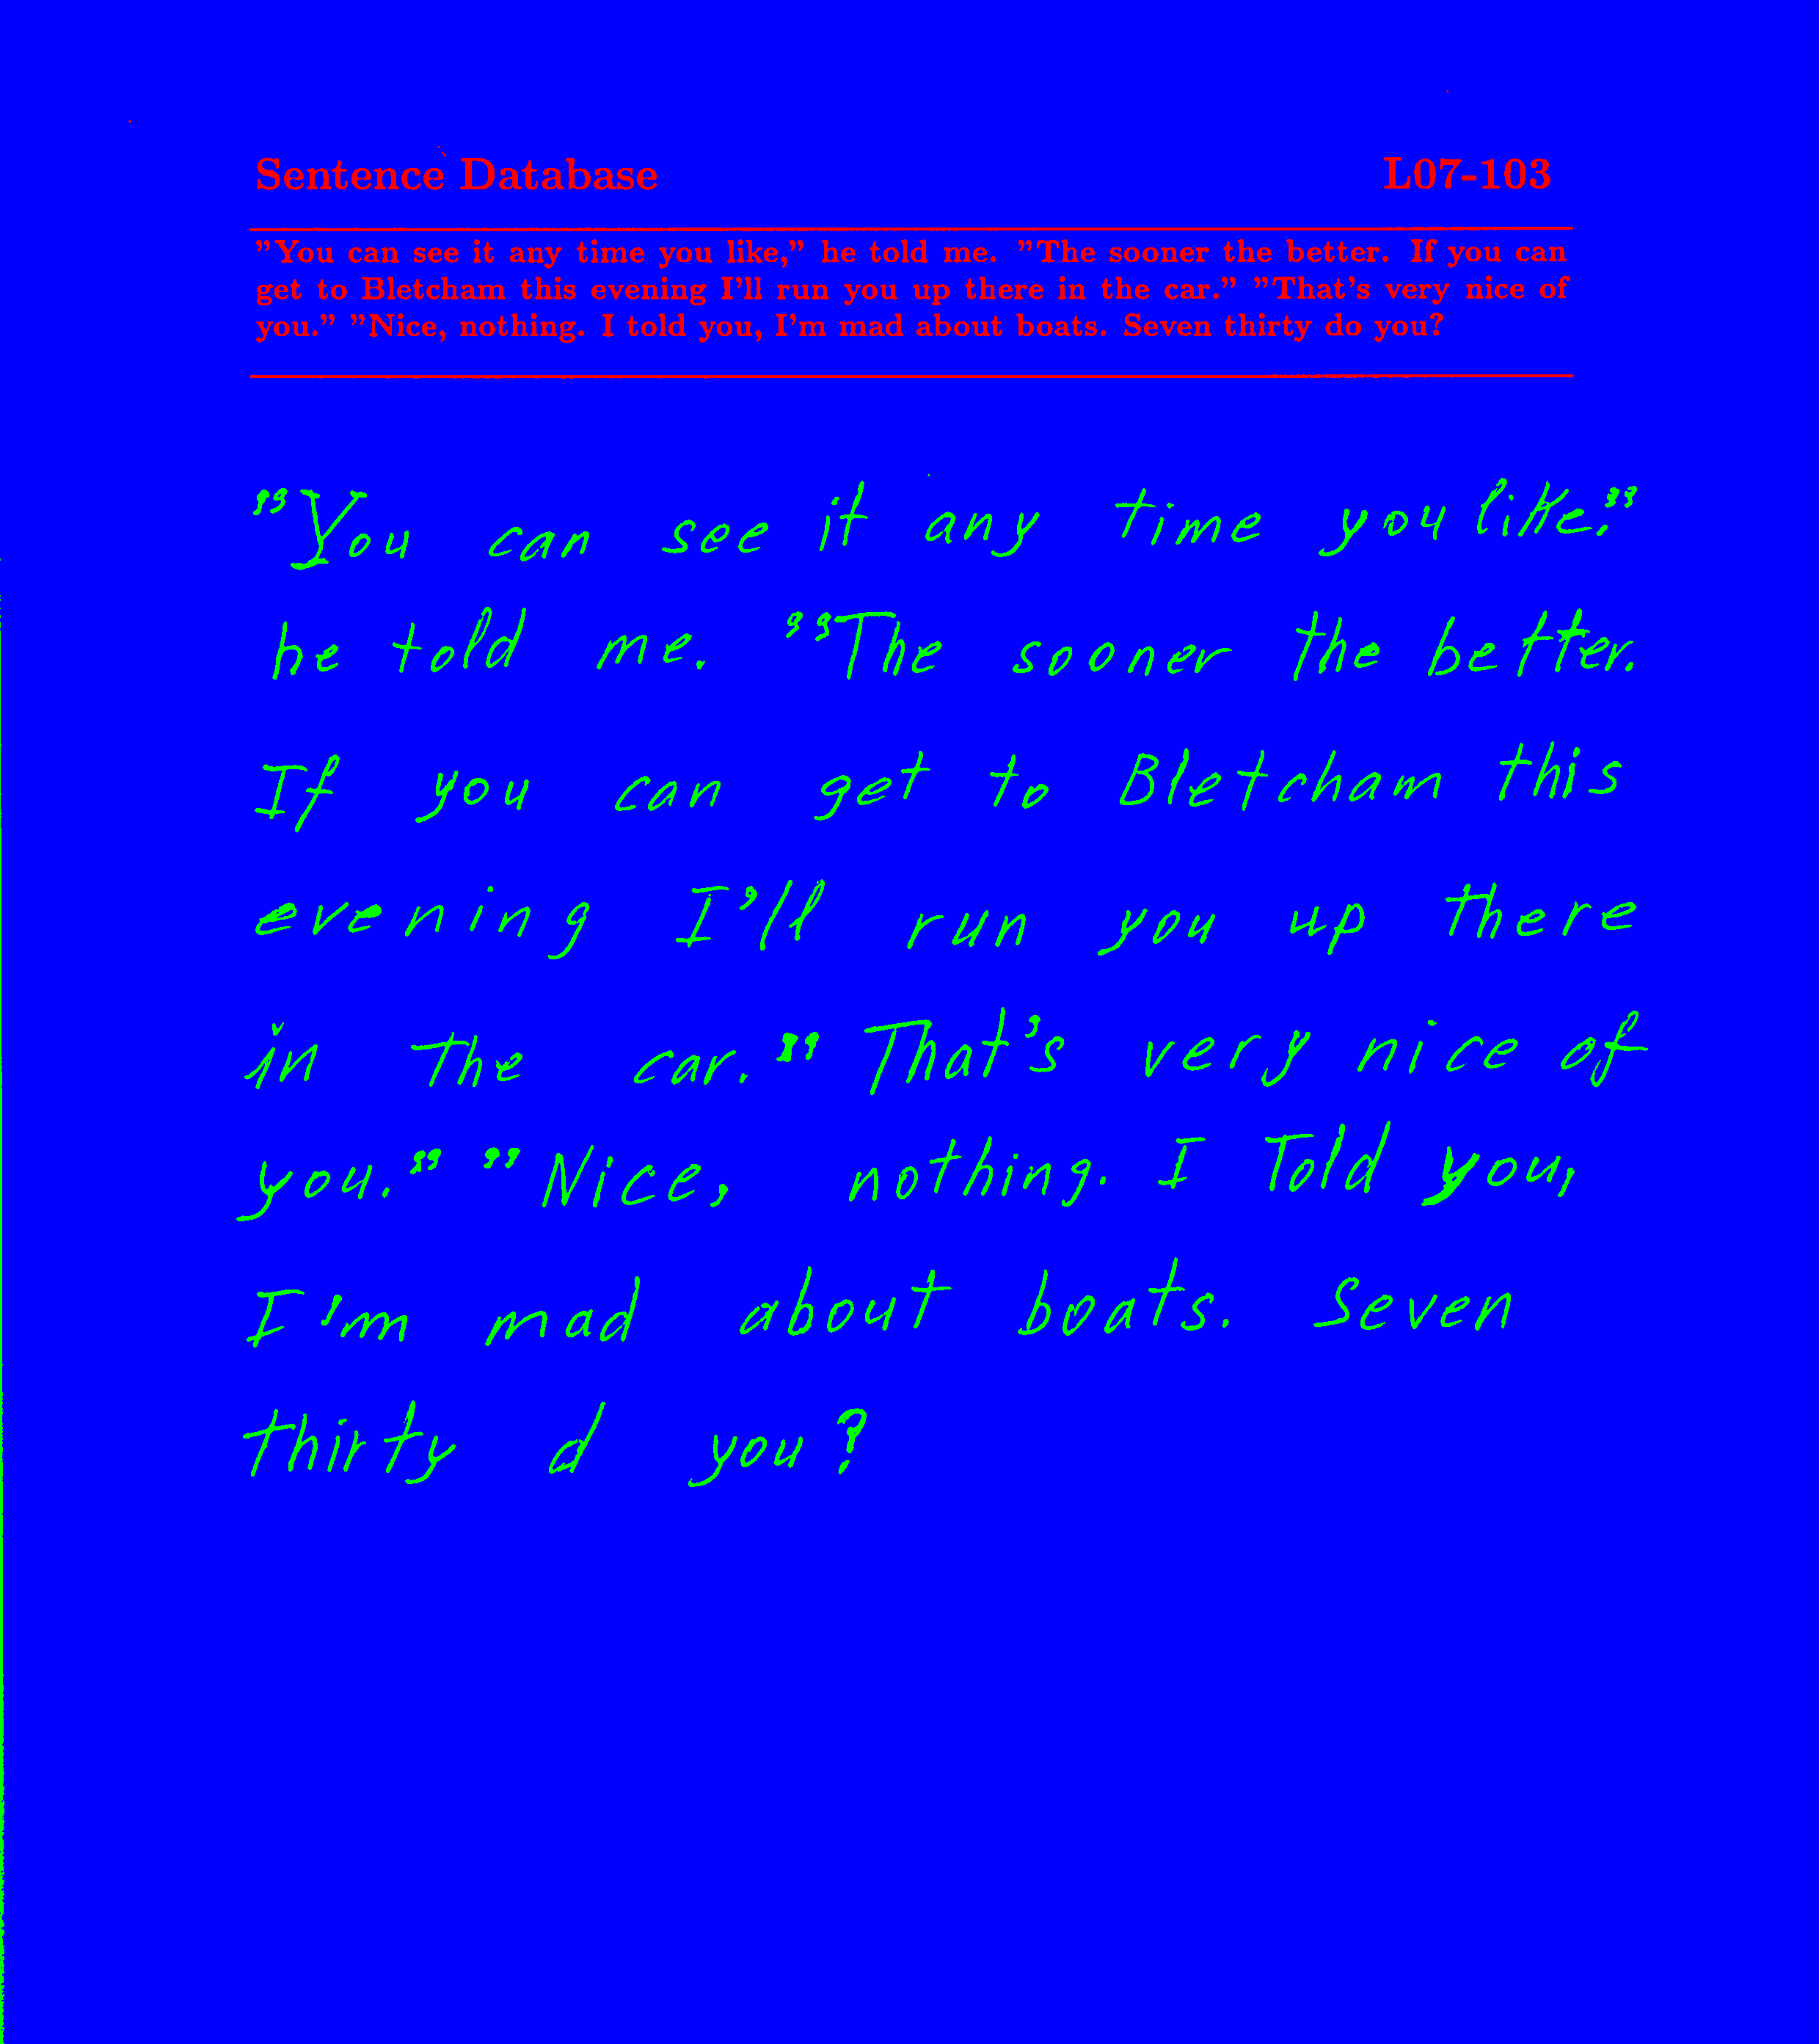 Sentence Database L07-103
"You can see it any time you like," he told me. "The sooner the better. If you can
get to Bletcham this evening I'll run you up there in the car." "That's very nice of
you." "Nice, nothing. I told you, I'm mad about boats. Seven thirty do you?
"You can see it any time you like."
he told me. "The sooner the better.
If you can get to Bletcham this
evening I'll run you up there
in the car." That's very nice of
you." "Nice, nothing. I Told you,
I'm mad about boats. Seven
thirty d you?